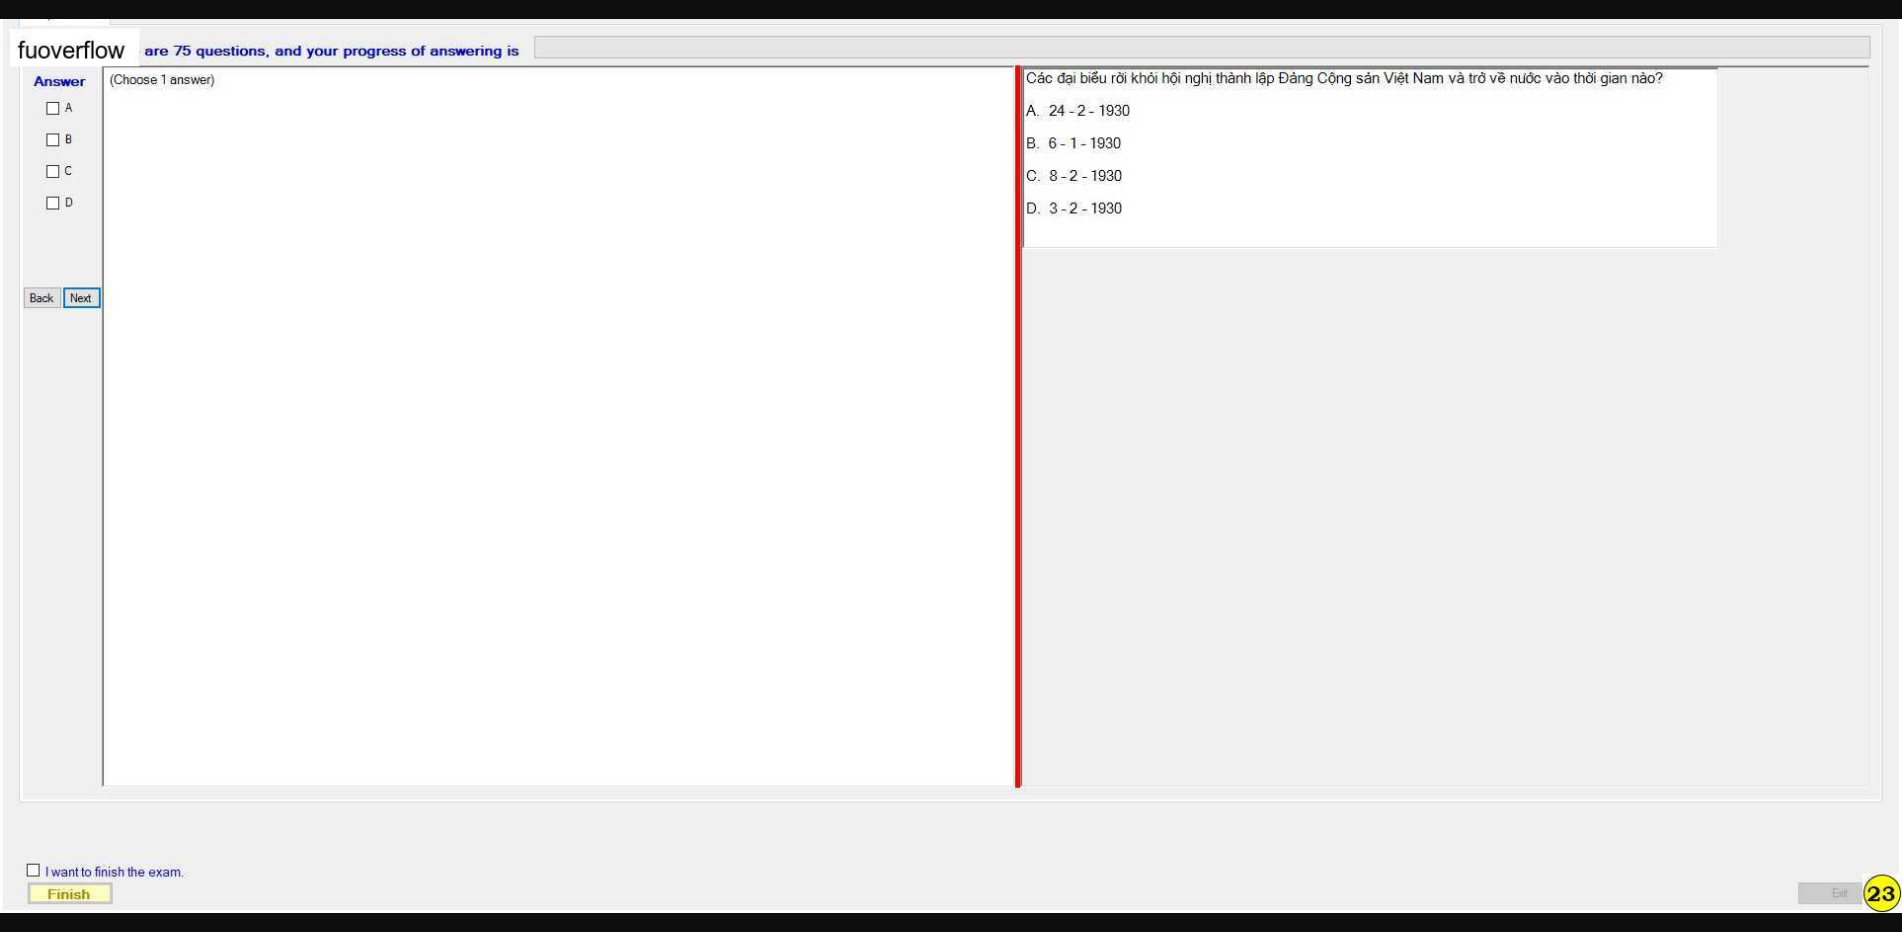 fuoverflow are 75 questions, and your progress of answering is
Answer
(Choose 1 answer)
A
B
C
D
Back Next
Các đại biểu rời khỏi hội nghị thành lập Đảng Cộng sản Việt Nam và trở về nước vào thời gian nào?
A. 24 - 2 - 1930
B. 6 - 1 - 1930
C. 8 - 2 - 1930
D. 3 - 2 - 1930
I want to finish the exam.
Finish
Exit
23